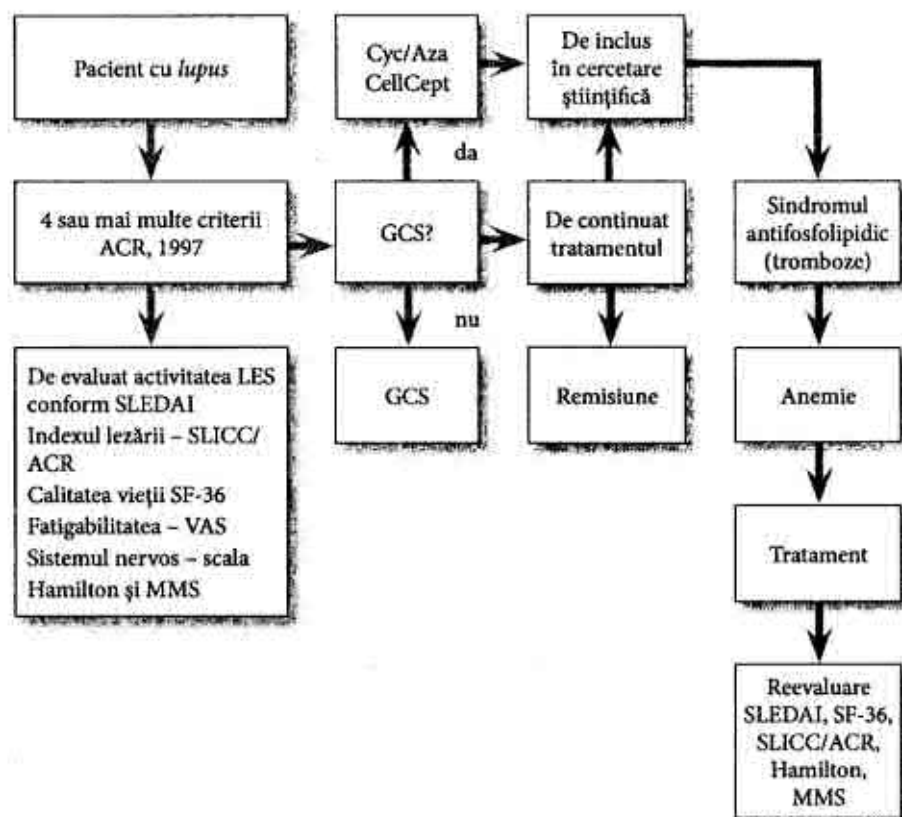 Pacient cu lupus
4 sau mai multe criterii
ACR, 1997
De evaluat activitatea LES
conform SLEDAI
Indexul lezării – SLICC/
ACR
Calitatea vieții SF-36
Fatigabilitatea – VAS
Sistemul nervos – scala
Hamilton și MMS
Cyc/Aza
CellCept
da
GCS?
nu
GCS
De inclus
în cercetare
științifică
De continuat
tratamentul
Remisiune
Sindromul
antifosfolipidic
(tromboze)
Anemie
Tratament
Reevaluare
SLEDAI, SF-36,
SLICC/ACR,
Hamilton,
MMS